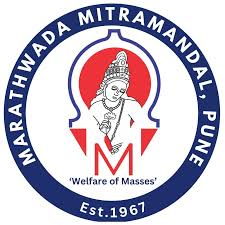 MARATHWADA MITRAMANDAL, PUNE
M
'Welfare of Masses'
Est.1967